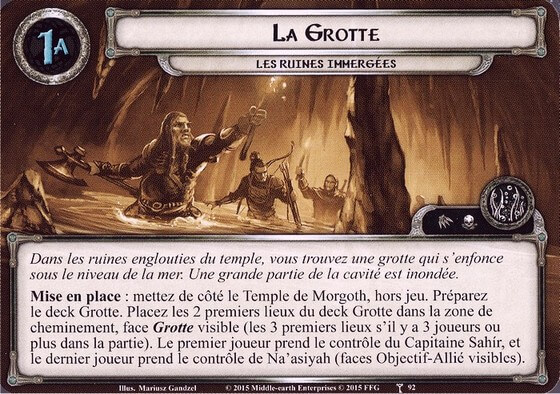 1A
La Grotte
Les Ruines Immergées
Dans les ruines englouties du temple, vous trouvez une grotte qui s'enfonce
sous le niveau de la mer. Une grande partie de la cavité est inondée.
Mise en place : mettez de côté le Temple de Morgoth, hors jeu. Préparez
le deck Grotte. Placez les 2 premiers lieux du deck Grotte dans la zone de
cheminement, face Grotte visible (les 3 premiers lieux s'il y a 3 joueurs ou
plus dans la partie). Le premier joueur prend le contrôle du Capitaine Sahír, et
le dernier joueur prend le contrôle de Na'asiyah (faces Objectif-Allié visibles).
Illus. Mariusz Gandzel © 2015 Middle-earth Enterprises © 2015 FFG 92